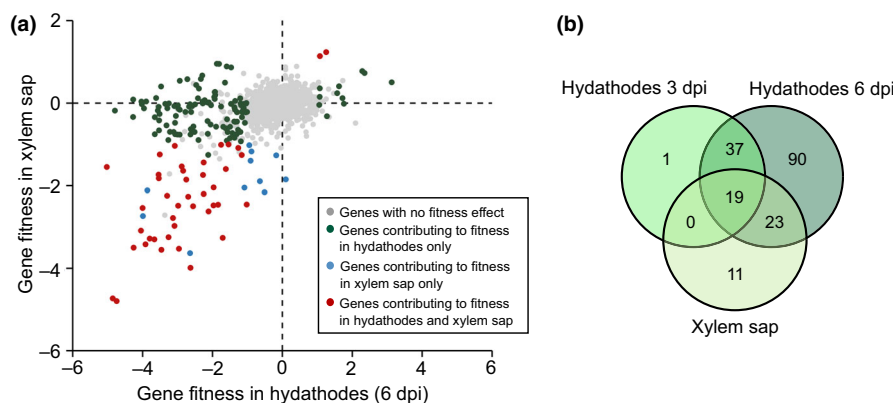 (a)
Gene fitness in xylem sap
2
0
−2
−4
−6
−6
−4
−2
0
2
4
6
Gene fitness in hydathodes (6 dpi)
Genes with no fitness effect
Genes contributing to fitness
in hydathodes only
Genes contributing to fitness
in xylem sap only
Genes contributing to fitness
in hydathodes and xylem sap
(b)
Hydathodes 3 dpi
Hydathodes 6 dpi
1
37
90
19
0
23
11
Xylem sap